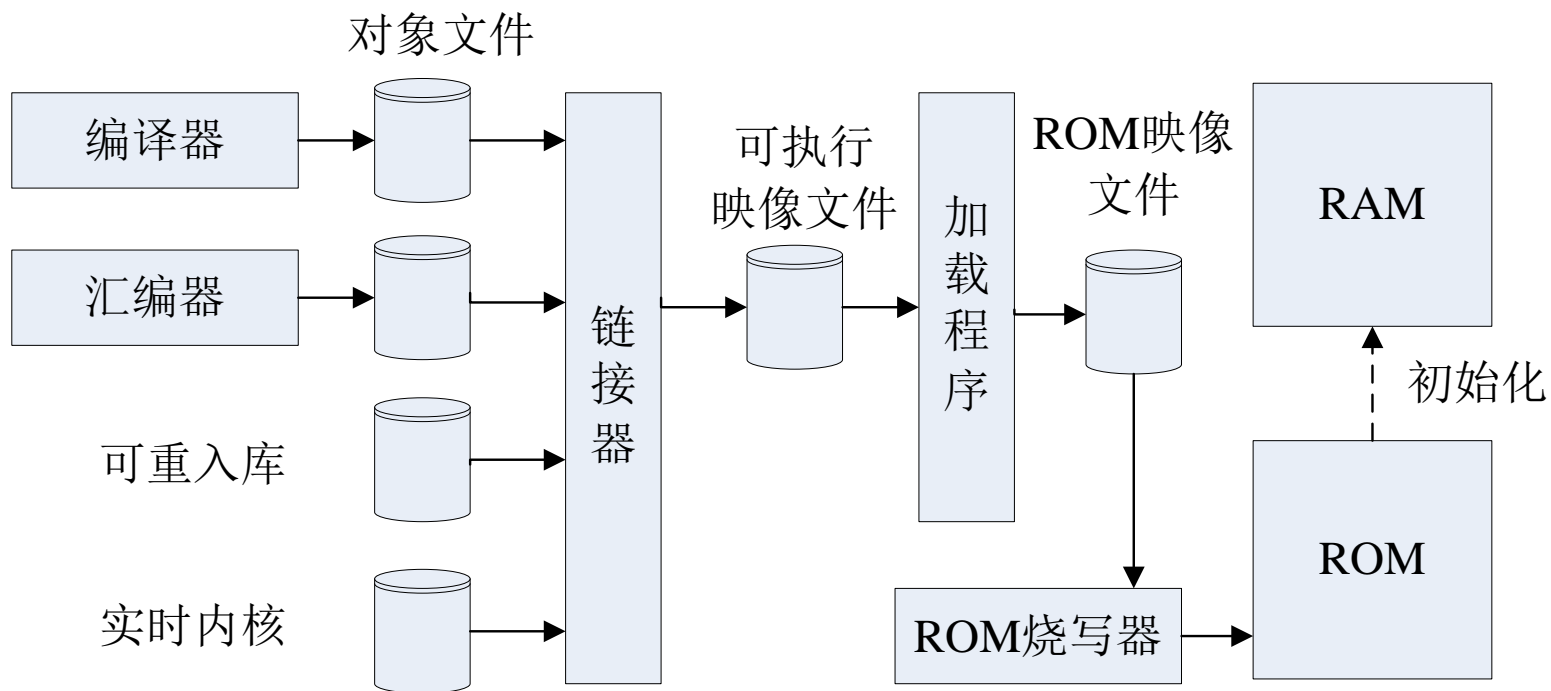 对象文件
编译器
汇编器
可重入库
实时内核
链接器
可执行
映像文件
加载程序
ROM映像
文件
ROM烧写器
RAM
初始化
ROM